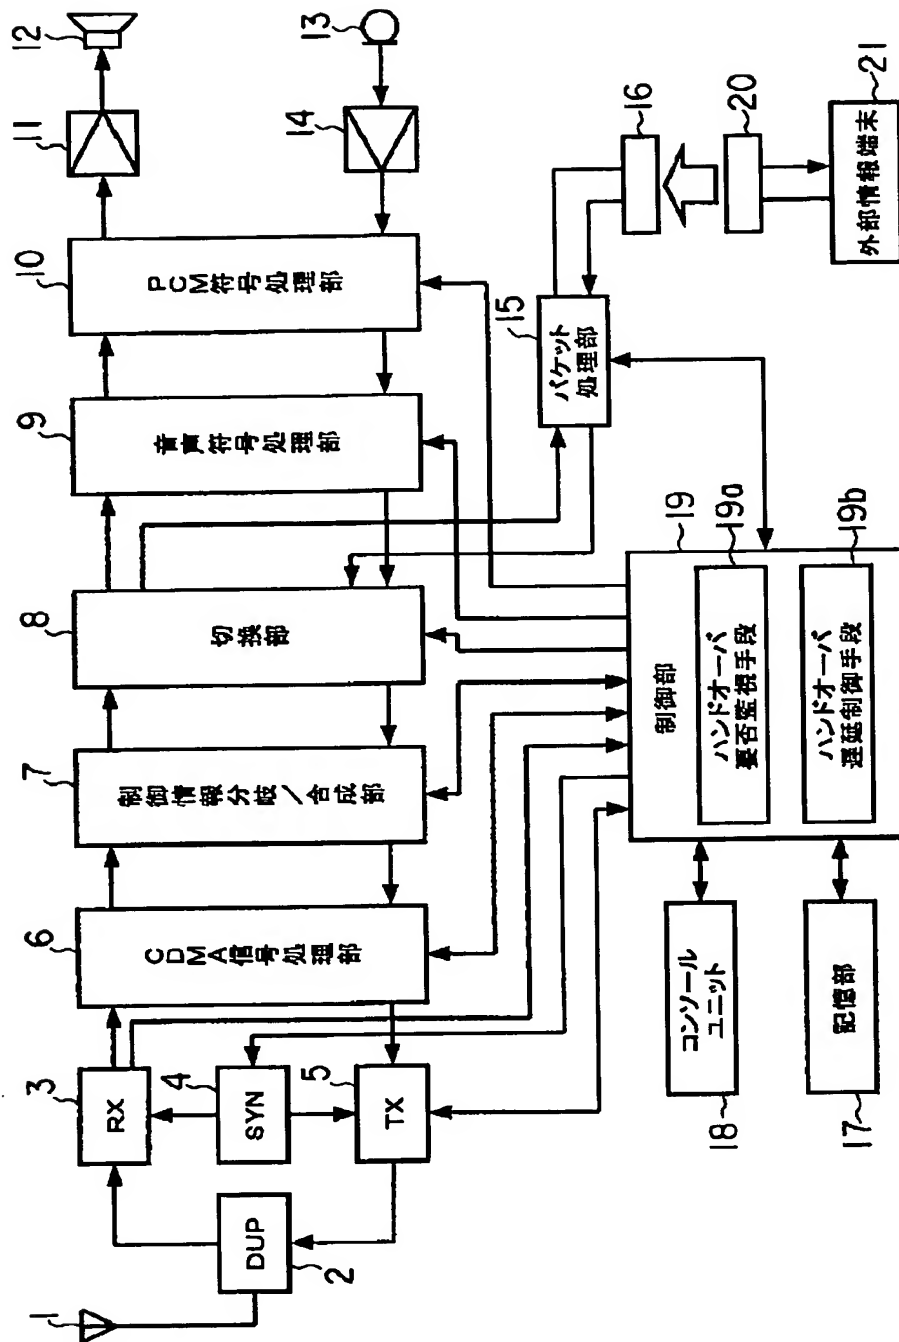 1
DUP
2
3
RX
4
SYN
5
TX
6
CDMA信号処理部
7
制御情報分岐／合成部
8
切換部
9
音声符号処理部
10
PCM符号処理部
11
12
13
14
15
パケット
処理部
16
20
外部情報端末
21
19
制御部
19a
ハンドオーバ
要否監視手段
19b
ハンドオーバ
遅延制御手段
コンソール
ユニット
18
記憶部
17